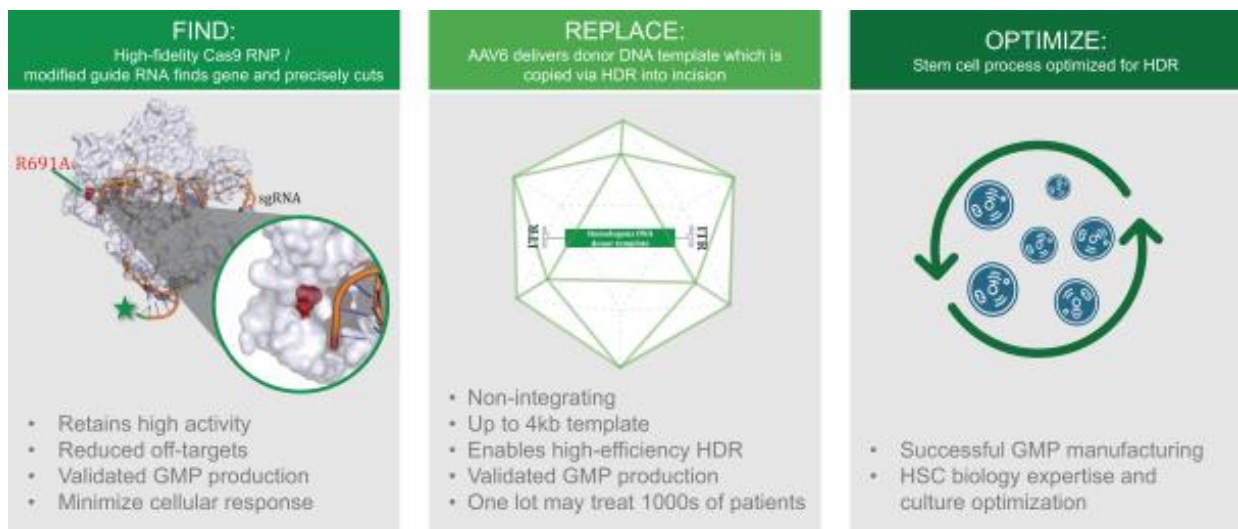 FIND:
High-fidelity Cas9 RNP /
modified guide RNA finds gene and precisely cuts
R691A
sgRNA
• Retains high activity
• Reduced off-targets
• Validated GMP production
• Minimize cellular response
REPLACE:
AAV6 delivers donor DNA template which is
copied via HDR into incision
ITR
Homologous DNA
donor template
ITR
• Non-integrating
• Up to 4kb template
• Enables high-efficiency HDR
• Validated GMP production
• One lot may treat 1000s of patients
OPTIMIZE:
Stem cell process optimized for HDR
• Successful GMP manufacturing
• HSC biology expertise and
culture optimization